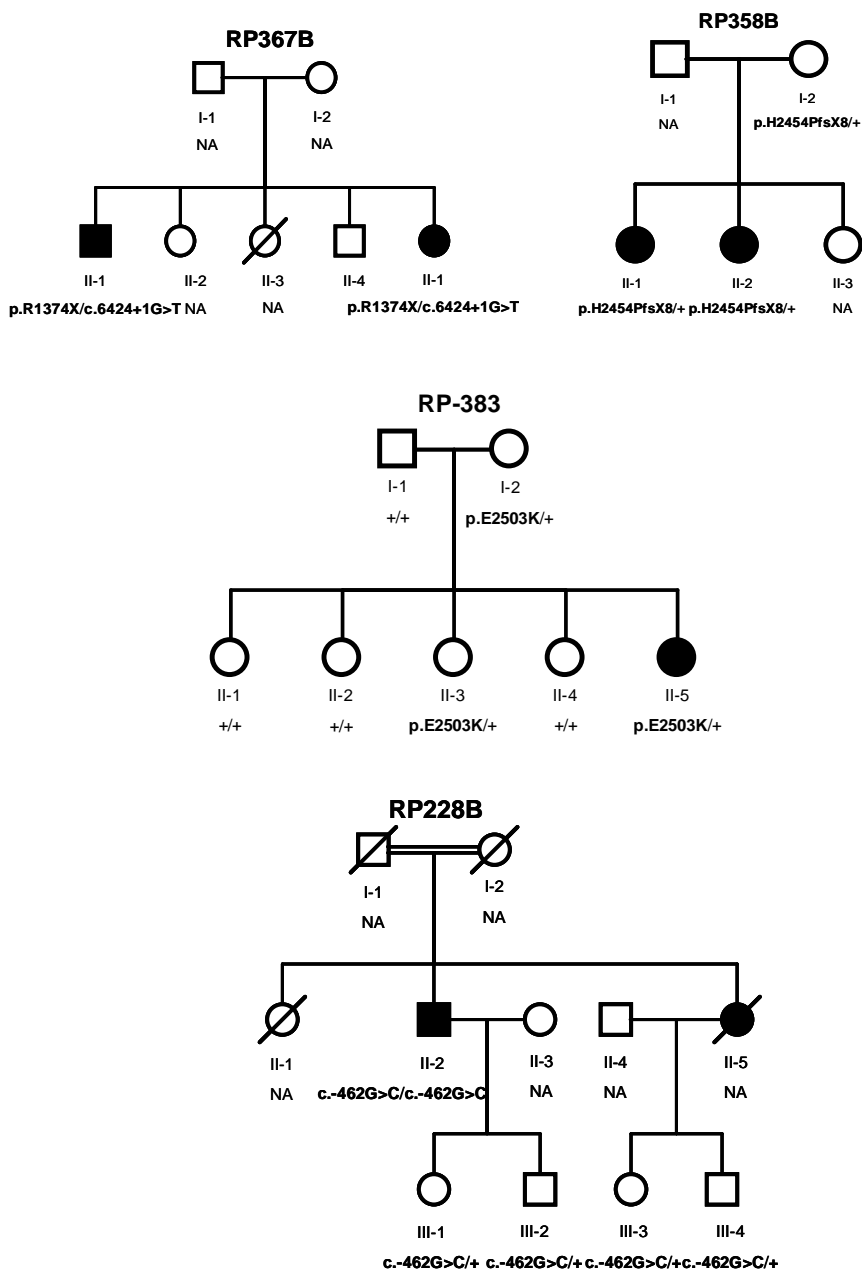 RP367B
I-1 I-2
NA NA
II-1 II-2 II-3 II-4 II-1
p.R1374X/c.6424+1G>T NA NA p.R1374X/c.6424+1G>T
RP358B
I-1 I-2
NA p.H2454PfsX8/+
II-1 II-2 II-3
p.H2454PfsX8/+ p.H2454PfsX8/+ NA
RP-383
I-1 I-2
+/+ p.E2503K/+
II-1 II-2 II-3 II-4 II-5
+/+ +/+ p.E2503K/+ +/+ p.E2503K/+
RP228B
I-1 I-2
NA NA
II-1 II-2 II-3 II-4 II-5
NA c.-462G>C/c.-462G>C NA NA NA
III-1 III-2 III-3 III-4
c.-462G>C/+ c.-462G>C/+ c.-462G>C/+ c.-462G>C/+